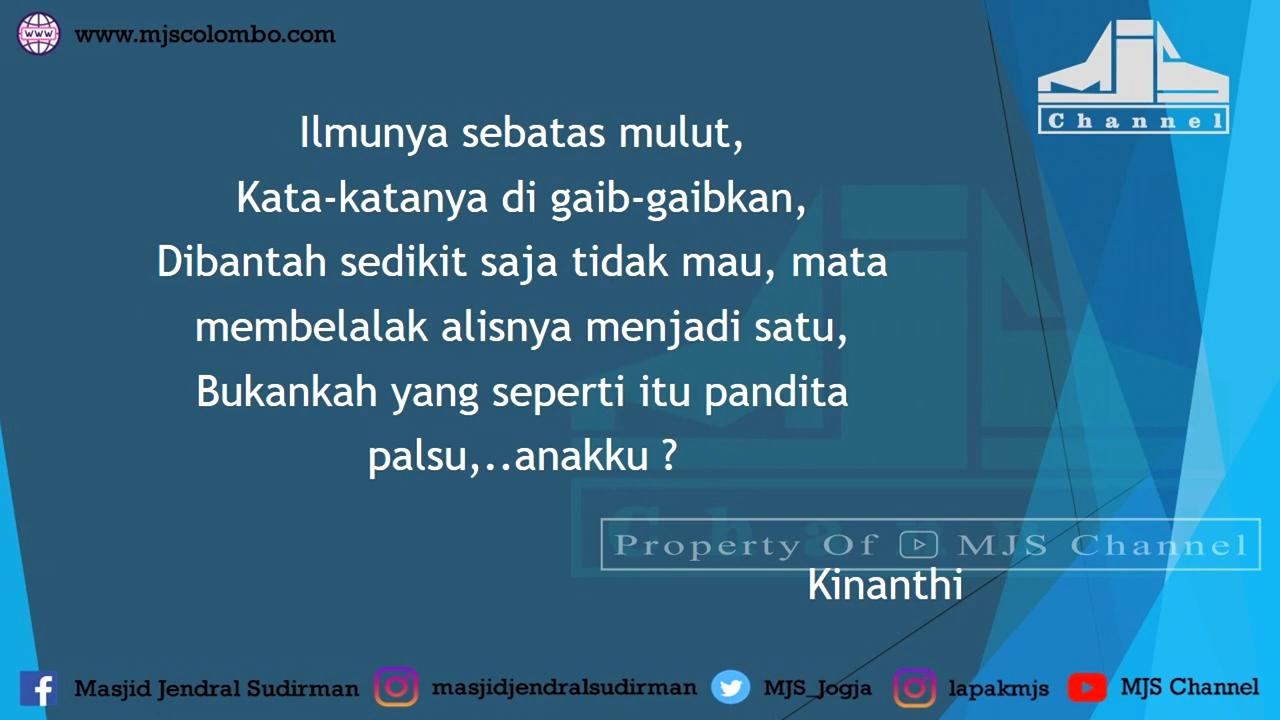 www.mjscolombo.com
MJS
Channel
Ilmunya sebatas mulut,
Kata-katanya di gaib-gaibkan,
Dibantah sedikit saja tidak mau, mata
membelalak alisnya menjadi satu,
Bukankah yang seperti itu pandita
palsu,..anakku ?
Property Of MJS Channel
Kinanthi
Masjid Jendral Sudirman masjidjendralsudirman MJS_Jogja lapakmjs MJS Channel